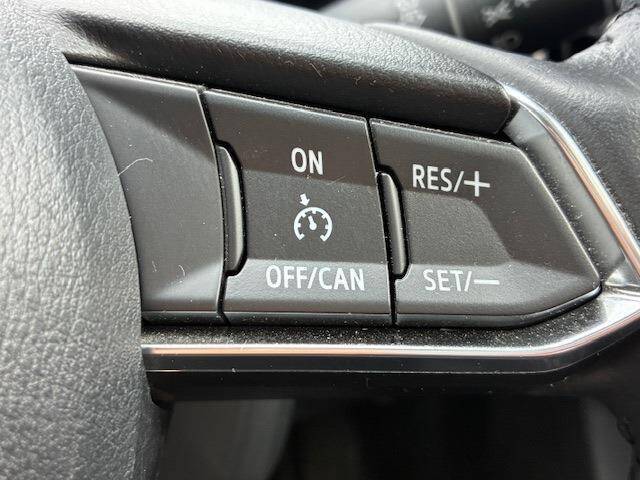 ON
OFF/CAN
RES/+
SET/—